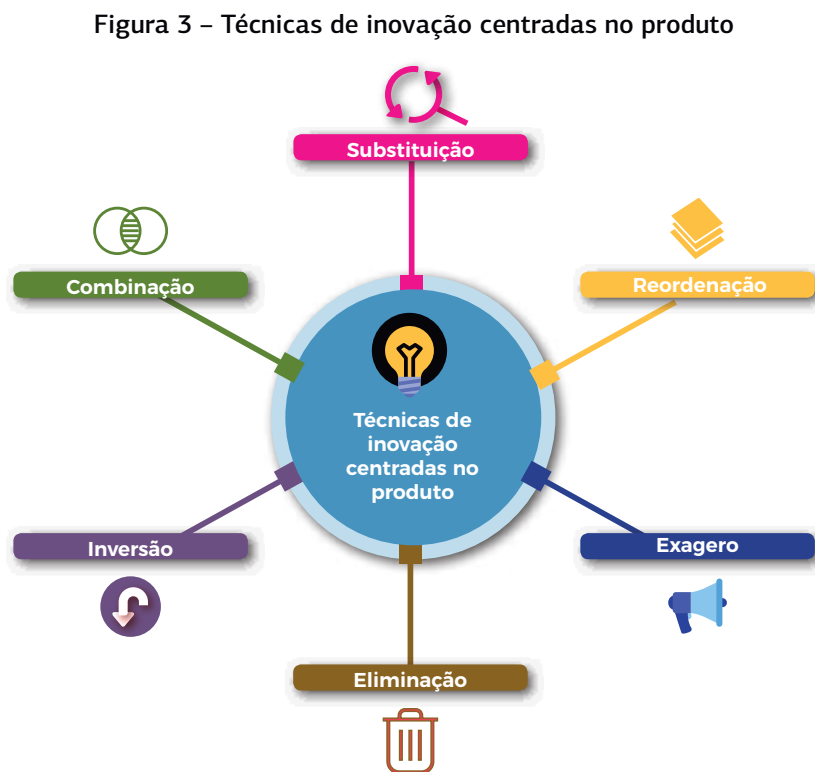 Figura 3 – Técnicas de inovação centradas no produto
Substituição
Combinação
Reordenação
Técnicas de
inovação
centradas no
produto
Inversão
Exagero
Eliminação